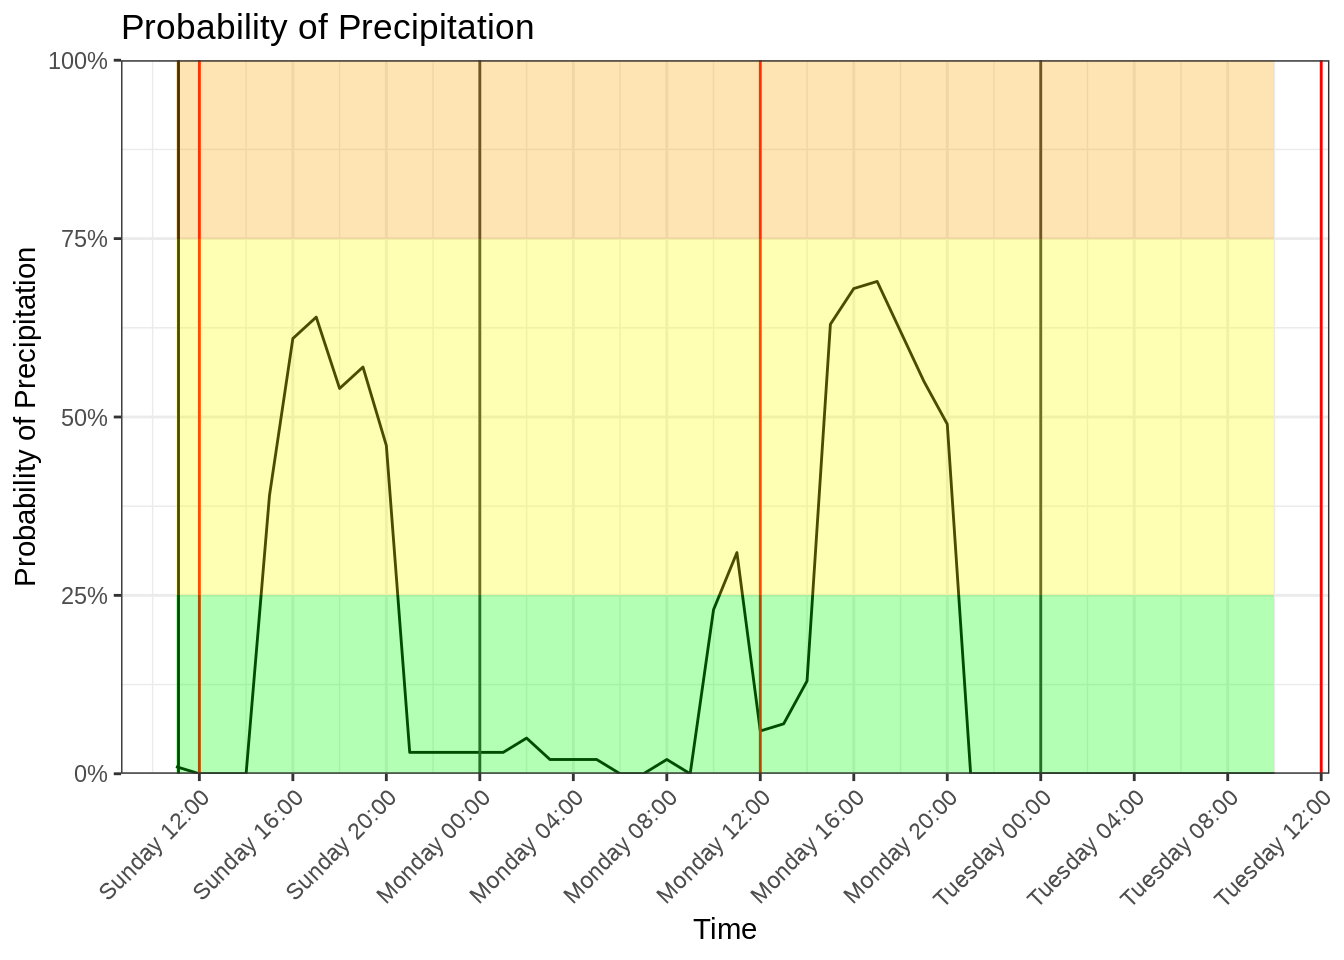 Probability of Precipitation
Probability of Precipitation
100%
75%
50%
25%
0%
Sunday 12:00
Sunday 16:00
Sunday 20:00
Monday 00:00
Monday 04:00
Monday 08:00
Monday 12:00
Monday 16:00
Monday 20:00
Tuesday 00:00
Tuesday 04:00
Tuesday 08:00
Tuesday 12:00
Time